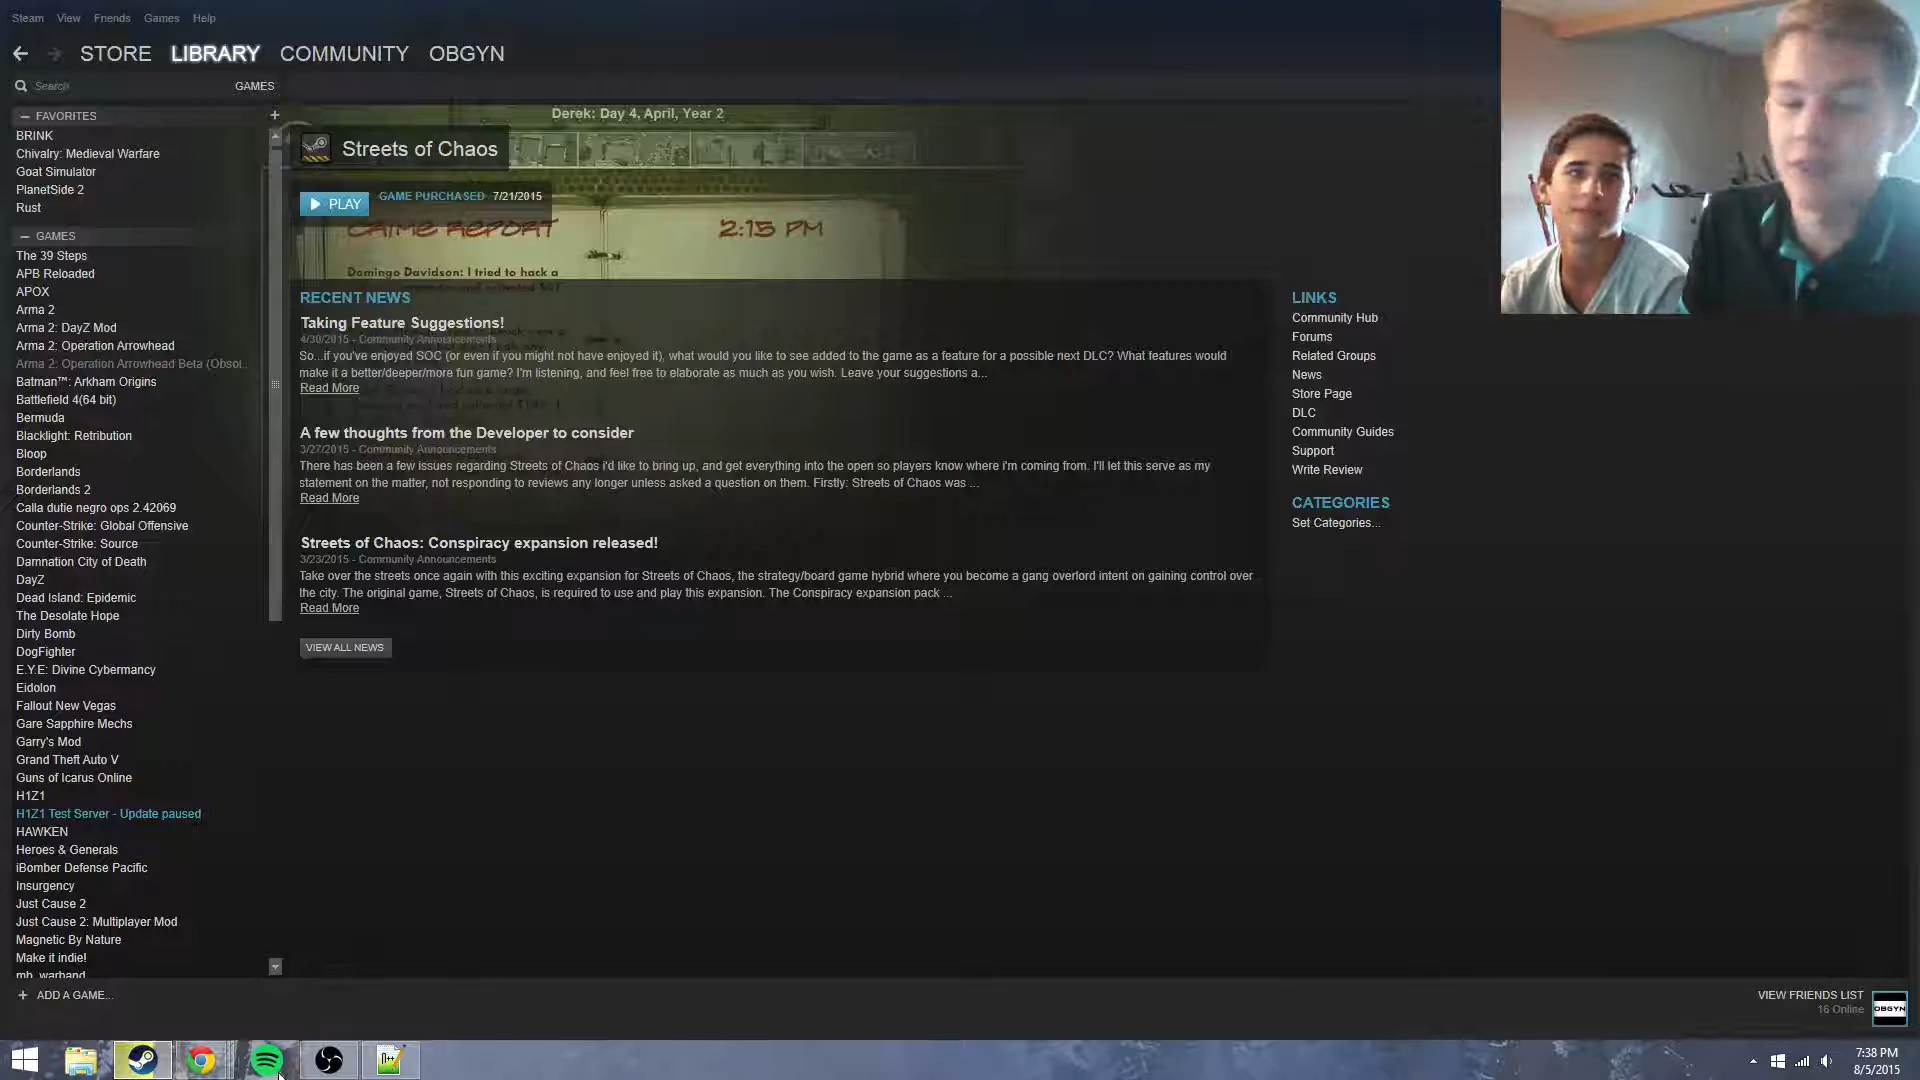 Steam View Friends Games Help
STORE LIBRARY COMMUNITY OBGYN
Search GAMES
— FAVORITES +
BRINK
Chivalry: Medieval Warfare
Goat Simulator
PlanetSide 2
Rust
— GAMES
The 39 Steps
APB Reloaded
APOX
Arma 2
Arma 2: DayZ Mod
Arma 2: Operation Arrowhead
Arma 2: Operation Arrowhead Beta (Obsol...
Batman™: Arkham Origins
Battlefield 4(64 bit)
Bermuda
Blacklight: Retribution
Bloop
Borderlands
Borderlands 2
Calla dutie negro ops 2.42069
Counter-Strike: Global Offensive
Counter-Strike: Source
Damnation City of Death
DayZ
Dead Island: Epidemic
The Desolate Hope
Dirty Bomb
DogFighter
E.Y.E: Divine Cybermancy
Eidolon
Fallout New Vegas
Gare Sapphire Mechs
Garry's Mod
Grand Theft Auto V
Guns of Icarus Online
H1Z1
H1Z1 Test Server - Update paused
HAWKEN
Heroes & Generals
iBomber Defense Pacific
Insurgency
Just Cause 2
Just Cause 2: Multiplayer Mod
Magnetic By Nature
Make it indie!
mb_warband
+ ADD A GAME...
Derek: Day 4, April, Year 2
Streets of Chaos
PLAY GAME PURCHASED 7/21/2015
CRIME REPORT 2:15 PM
Domingo Davidson: I tried to hack a
RECENT NEWS
Taking Feature Suggestions!
4/30/2015 - Community Announcements
So...if you've enjoyed SOC (or even if you might not have enjoyed it), what would you like to see added to the game as a feature for a possible next DLC? What features would
make it a better/deeper/more fun game? I'm listening, and feel free to elaborate as much as you wish. Leave your suggestions a...
Read More
A few thoughts from the Developer to consider
3/27/2015 - Community Announcements
There has been a few issues regarding Streets of Chaos i'd like to bring up, and get everything into the open so players know where i'm coming from. I'll let this serve as my
statement on the matter, not responding to reviews any longer unless asked a question on them. Firstly: Streets of Chaos was ...
Read More
Streets of Chaos: Conspiracy expansion released!
3/23/2015 - Community Announcements
Take over the streets once again with this exciting expansion for Streets of Chaos, the strategy/board game hybrid where you become a gang overlord intent on gaining control over
the city. The original game, Streets of Chaos, is required to use and play this expansion. The Conspiracy expansion pack ...
Read More
VIEW ALL NEWS
LINKS
Community Hub
Forums
Related Groups
News
Store Page
DLC
Community Guides
Support
Write Review
CATEGORIES
Set Categories...
VIEW FRIENDS LIST
16 Online
OBGYN
7:38 PM
8/5/2015